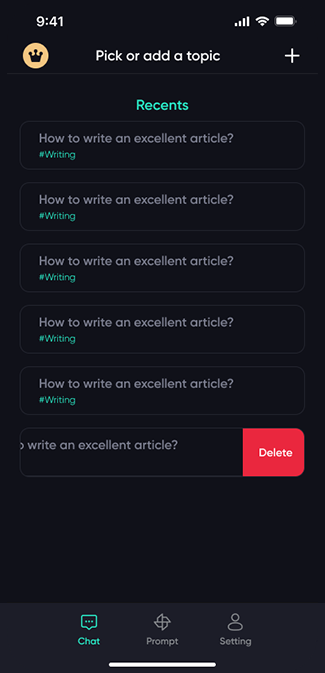 9:41
Pick or add a topic
Recents
How to write an excellent article?
#Writing
How to write an excellent article?
#Writing
How to write an excellent article?
#Writing
How to write an excellent article?
#Writing
How to write an excellent article?
#Writing
o write an excellent article?
Delete
Chat
Prompt
Setting